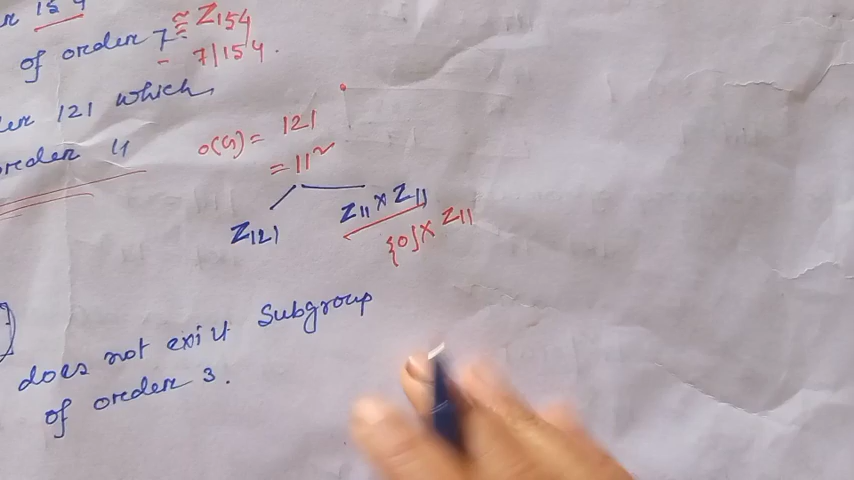 154 ≅ Z154
of order 7 - 7/154.
121 which
order 11
o(G) = 121
= 11²
Z121 Z11 × Z11
{0} × Z11
does not exist Subgroup
of order 3.